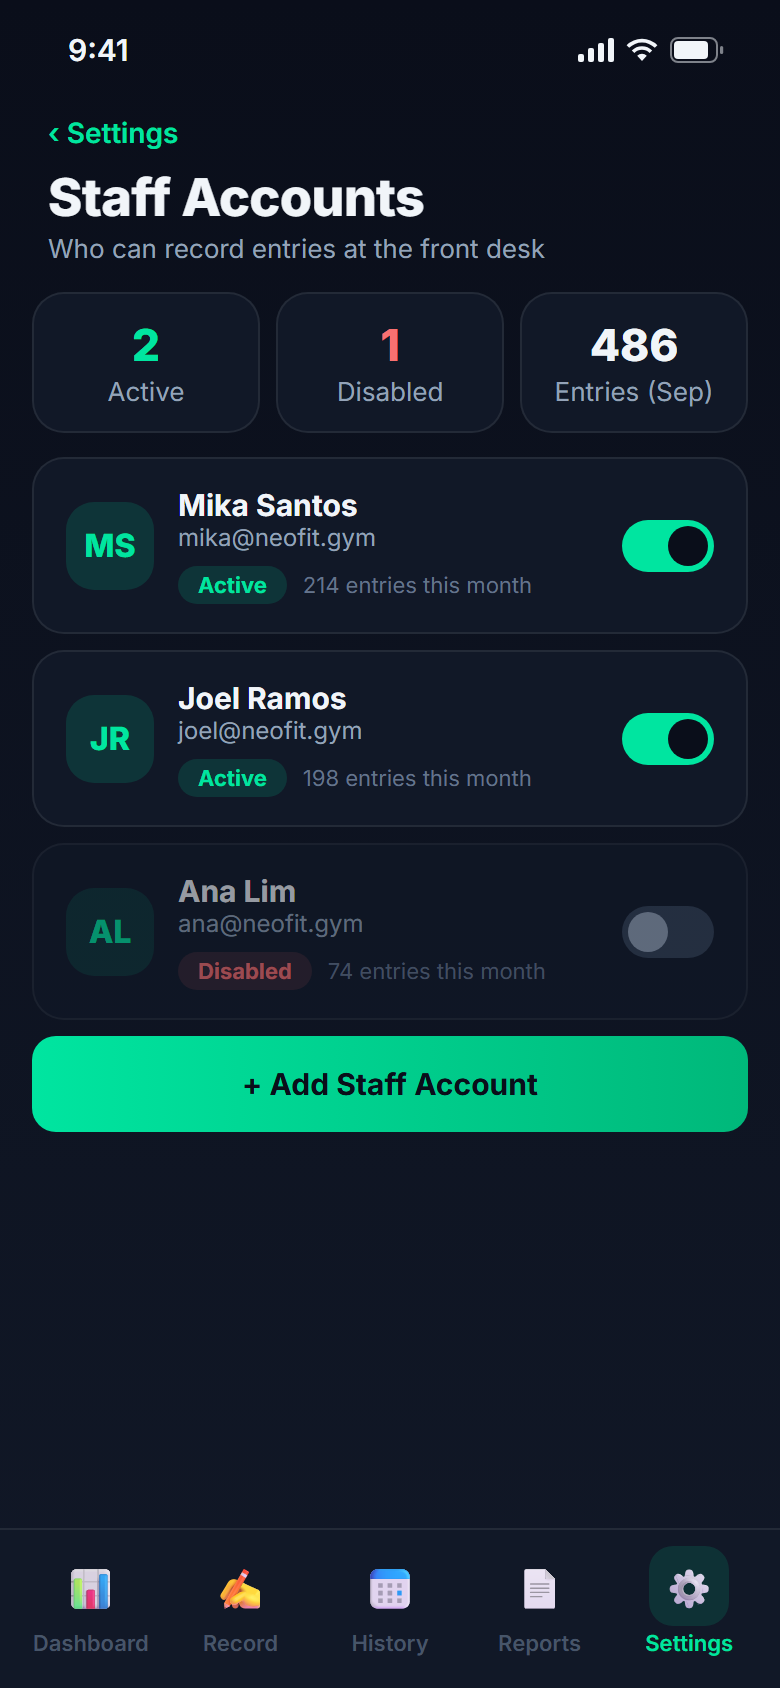 9:41
‹ Settings
Staff Accounts
Who can record entries at the front desk
2
Active
1
Disabled
486
Entries (Sep)
MS
Mika Santos
mika@neofit.gym
Active 214 entries this month
JR
Joel Ramos
joel@neofit.gym
Active 198 entries this month
AL
Ana Lim
ana@neofit.gym
Disabled 74 entries this month
+ Add Staff Account
Dashboard
Record
History
Reports
Settings